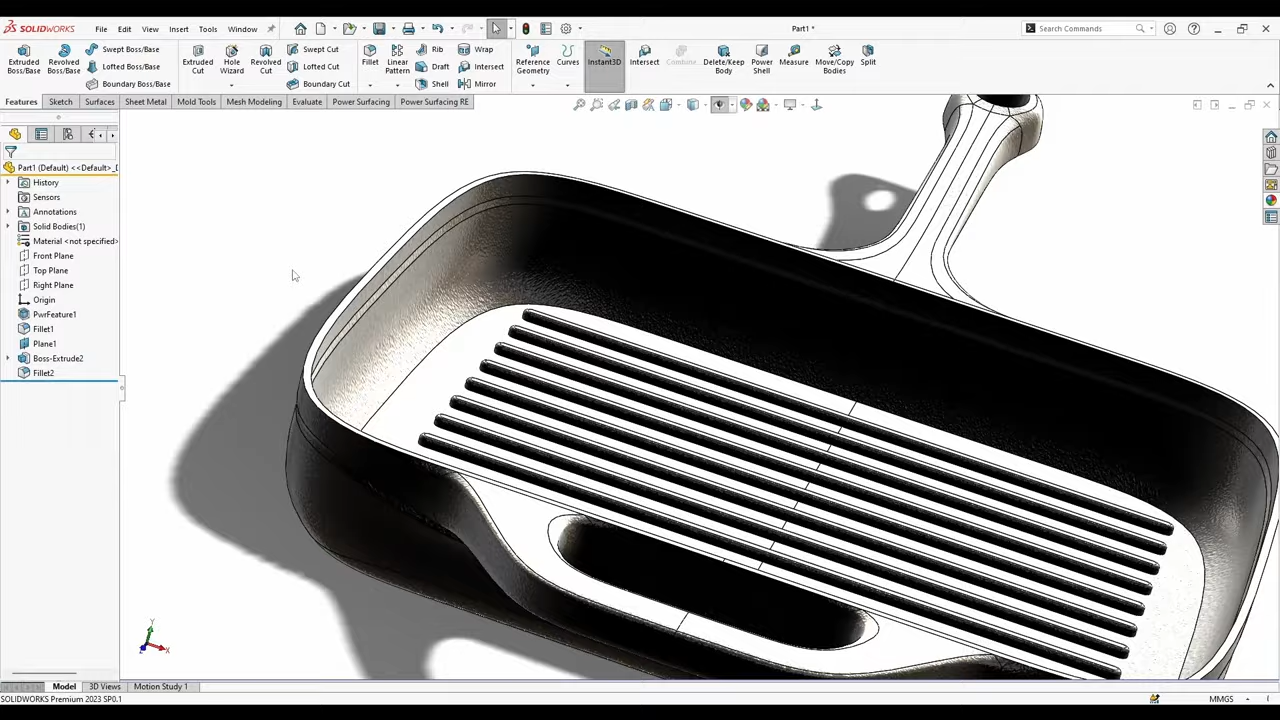 SOLIDWORKS File Edit View Insert Tools Window Part1 * Search Commands
Extruded Boss/Base
Revolved Boss/Base
Swept Boss/Base
Lofted Boss/Base
Boundary Boss/Base
Extruded Cut
Hole Wizard
Revolved Cut
Swept Cut
Lofted Cut
Boundary Cut
Fillet
Linear Pattern
Rib
Draft
Shell
Wrap
Intersect
Mirror
Reference Geometry
Curves
Instant3D
Intersect
Combine
Delete/Keep Body
Power Shell
Measure
Move/Copy Bodies
Split
Features Sketch Surfaces Sheet Metal Mold Tools Mesh Modeling Evaluate Power Surfacing Power Surfacing RE
Part1 (Default) <<Default>_D
History
Sensors
Annotations
Solid Bodies(1)
Material <not specified>
Front Plane
Top Plane
Right Plane
Origin
PwrFeature1
Fillet1
Plane1
Boss-Extrude2
Fillet2
Y
Z X
Model 3D Views Motion Study 1
SOLIDWORKS Premium 2023 SP0.1 MMGS